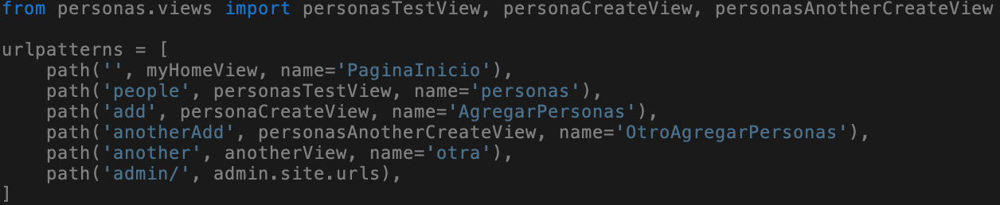 from personas.views import personasTestView, personaCreateView, personasAnotherCreateView
urlpatterns = [
    path('', myHomeView, name='PaginaInicio'),
    path('people', personasTestView, name='personas'),
    path('add', personaCreateView, name='AgregarPersonas'),
    path('anotherAdd', personasAnotherCreateView, name='OtroAgregarPersonas'),
    path('another', anotherView, name='otra'),
    path('admin/', admin.site.urls),
]